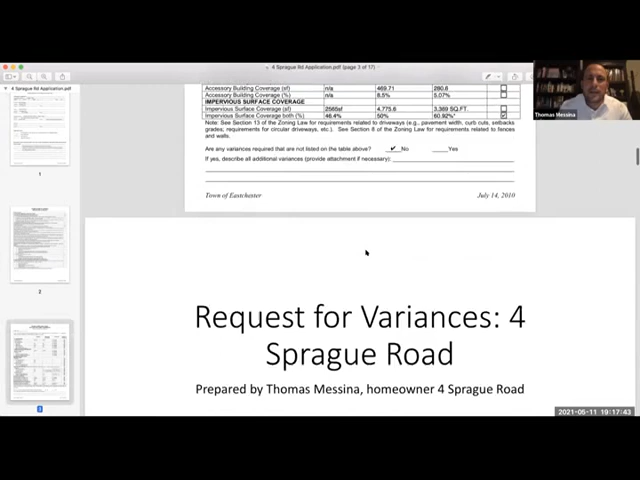 4 Sprague Rd Application.pdf (page 3 of 17)
4 Sprague Rd Application.pdf
Thomas Messina
Accessory Building Coverage (sf) n/a 469.71 280.6
Accessory Building Coverage (%) n/a 8.5% 5.07%
IMPERVIOUS SURFACE COVERAGE
Impervious Surface (sf) 2565sf 4,775.6 3,369 SQ.FT.
Impervious Surface Coverage both (%) 46.4% 50% 60.92%*
Note: See Section 13 of the Zoning Law for requirements related to driveways (e.g., pavement width, curb cuts, setbacks
grades; requirements for circular driveways, etc.). See Section 8 of the Zoning Law for requirements related to fences
and walls.
Are any variances required that are not listed on the table above? ✔ No Yes
If yes, describe all additional variances (provide attachment if necessary):
Town of Eastchester July 14, 2010
1
2
3
Request for Variances: 4
Sprague Road
Prepared by Thomas Messina, homeowner 4 Sprague Road
2021-05-11 19:17:43